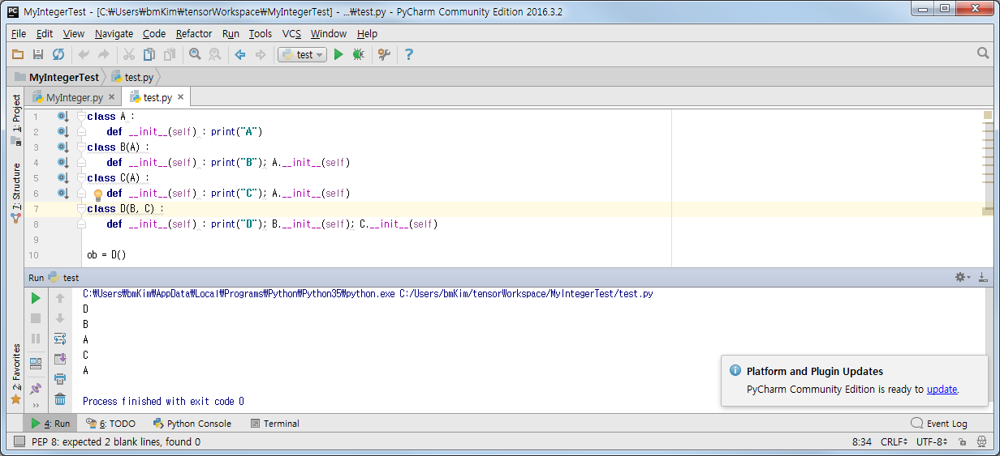 PC MyIntegerTest - [C:₩Users₩bmKim₩tensorWorkspace₩MyIntegerTest] - ...₩test.py - PyCharm Community Edition 2016.3.2
File Edit View Navigate Code Refactor Run Tools VCS Window Help
test
MyIntegerTest test.py
MyInteger.py test.py
1: Project
7: Structure
2: Favorites
1 class A :
2 def __init__(self) : print("A")
3 class B(A) :
4 def __init__(self) : print("B"); A.__init__(self)
5 class C(A) :
6 def __init__(self) : print("C"); A.__init__(self)
7 class D(B, C) :
8 def __init__(self) : print("D"); B.__init__(self); C.__init__(self)
9
10 ob = D()
Run test
C:₩Users₩bmKim₩AppData₩Local₩Programs₩Python₩Python35₩python.exe C:/Users/bmKim/tensorWorkspace/MyIntegerTest/test.py
D
B
A
C
A
Process finished with exit code 0
Platform and Plugin Updates
PyCharm Community Edition is ready to update.
4: Run 6: TODO Python Console Terminal Event Log
PEP 8: expected 2 blank lines, found 0 8:34 CRLF UTF-8